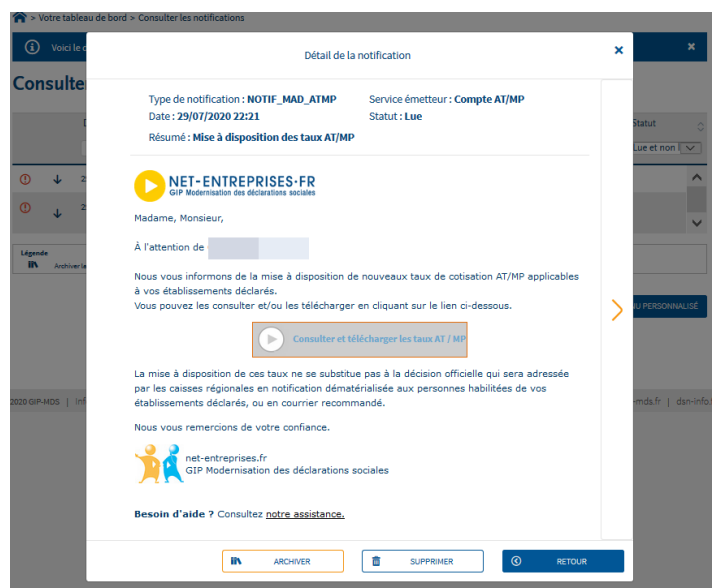 > Votre tableau de bord > Consulter les notifications
Voici le
Détail de la notification
Consulte
Type de notification : NOTIF_MAD_ATMP
Service émetteur : Compte AT/MP
Date : 29/07/2020 22:21
Statut : Lue
Résumé : Mise à disposition des taux AT/MP
Statut
Lue et non
NET-ENTREPRISES·FR
GIP Modernisation des déclarations sociales
Madame, Monsieur,
À l'attention de
Légende
Archiver le
Nous vous informons de la mise à disposition de nouveaux taux de cotisation AT/MP applicables
à vos établissements déclarés.
Vous pouvez les consulter et/ou les télécharger en cliquant sur le lien ci-dessous.
NU PERSONNALISÉ
Consulter et télécharger les taux AT / MP
La mise à disposition de ces taux ne se substitue pas à la décision officielle qui sera adressée
par les caisses régionales en notification dématérialisée aux personnes habilitées de vos
établissements déclarés, ou en courrier recommandé.
2020 GIP-MDS | Inf
-mds.fr | dsn-info.f
Nous vous remercions de votre confiance.
net-entreprises.fr
GIP Modernisation des déclarations sociales
Besoin d'aide ? Consultez notre assistance.
ARCHIVER
SUPPRIMER
RETOUR